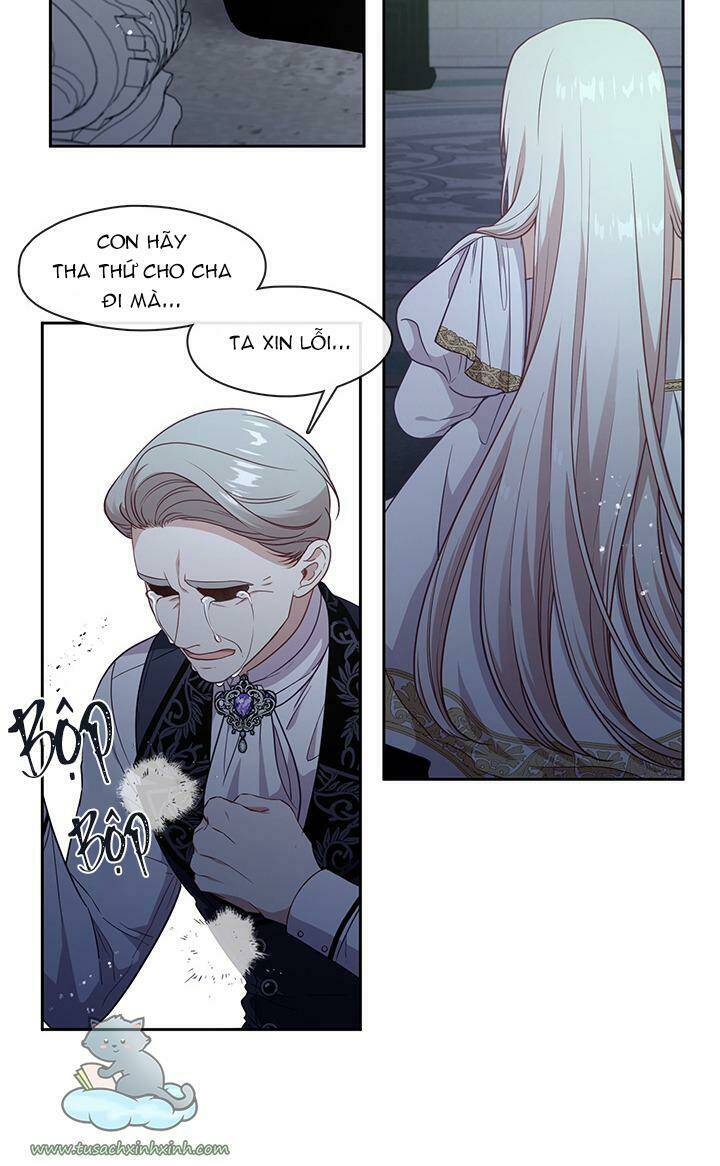 CON HÃY
THA THỨ CHO CHA
ĐI MÀ...
TA XIN LỖI...
BỘP
BỘP
www.tusachxinhxinh.com